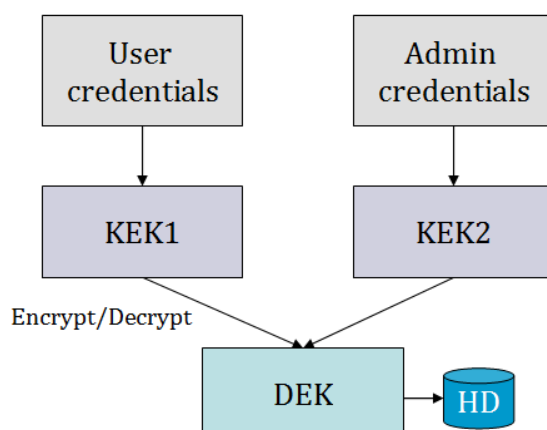 User
credentials
Admin
credentials
KEK1
KEK2
Encrypt/Decrypt
DEK
HD